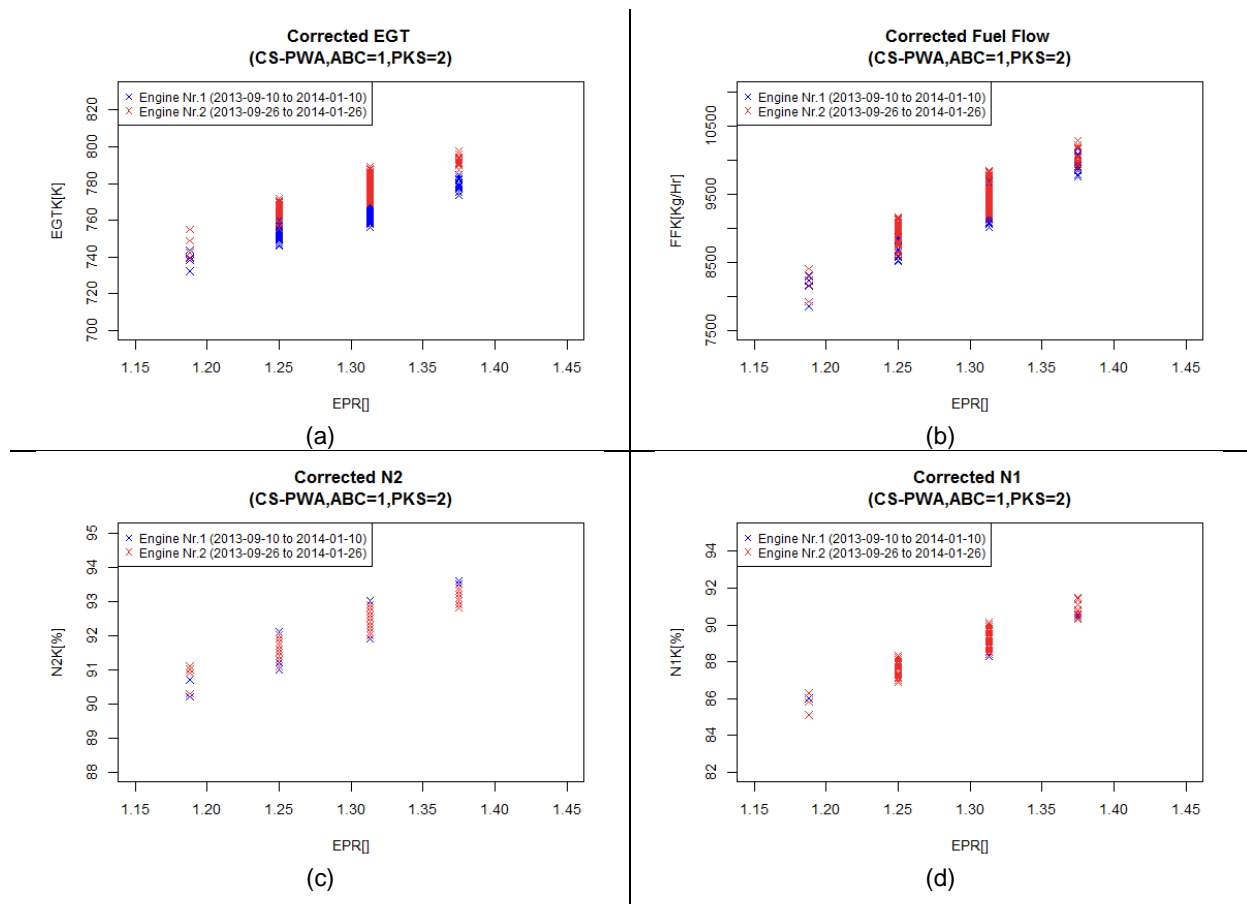 Corrected EGT
(CS-PWA,ABC=1,PKS=2)
× Engine Nr.1 (2013-09-10 to 2014-01-10)
× Engine Nr.2 (2013-09-26 to 2014-01-26)
EGTK[K]
820
800
780
760
740
720
700
1.15 1.20 1.25 1.30 1.35 1.40 1.45
EPR[]
(a)
Corrected Fuel Flow
(CS-PWA,ABC=1,PKS=2)
× Engine Nr.1 (2013-09-10 to 2014-01-10)
× Engine Nr.2 (2013-09-26 to 2014-01-26)
FFK[Kg/Hr]
10500
9500
8500
7500
1.15 1.20 1.25 1.30 1.35 1.40 1.45
EPR[]
(b)
Corrected N2
(CS-PWA,ABC=1,PKS=2)
× Engine Nr.1 (2013-09-10 to 2014-01-10)
× Engine Nr.2 (2013-09-26 to 2014-01-26)
N2K[%]
95
94
93
92
91
90
89
88
1.15 1.20 1.25 1.30 1.35 1.40 1.45
EPR[]
(c)
Corrected N1
(CS-PWA,ABC=1,PKS=2)
× Engine Nr.1 (2013-09-10 to 2014-01-10)
× Engine Nr.2 (2013-09-26 to 2014-01-26)
N1K[%]
94
92
90
88
86
84
82
1.15 1.20 1.25 1.30 1.35 1.40 1.45
EPR[]
(d)